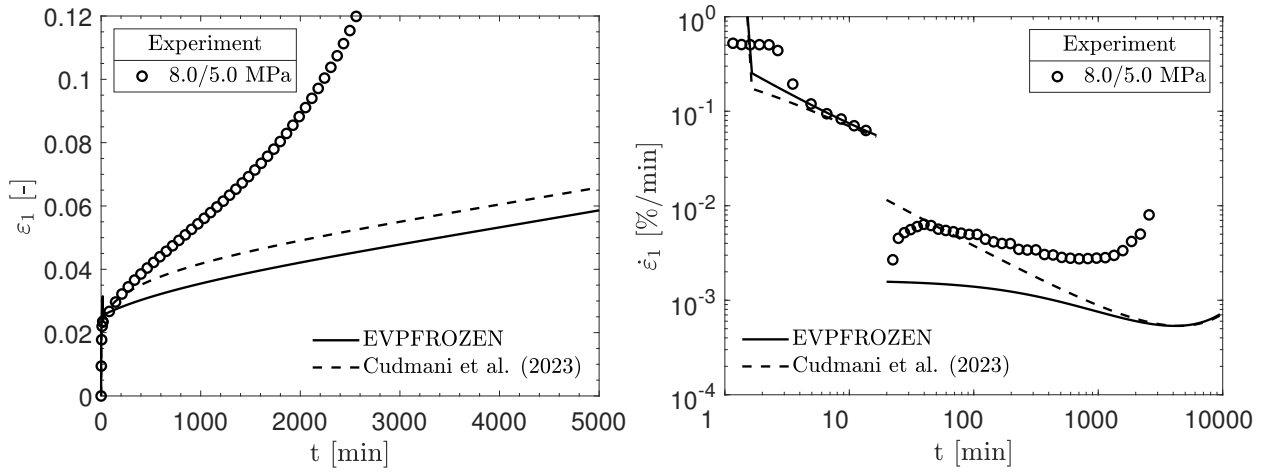 Experiment
8.0/5.0 MPa
0.12
0.1
0.08
0.06
0.04
0.02
0
ε₁ [-]
EVPFROZEN
Cudmani et al. (2023)
0 1000 2000 3000 4000 5000
t [min]
Experiment
8.0/5.0 MPa
10⁰
10⁻¹
10⁻²
10⁻³
10⁻⁴
ε̇₁ [%/min]
EVPFROZEN
Cudmani et al. (2023)
1 10 100 1000 10000
t [min]